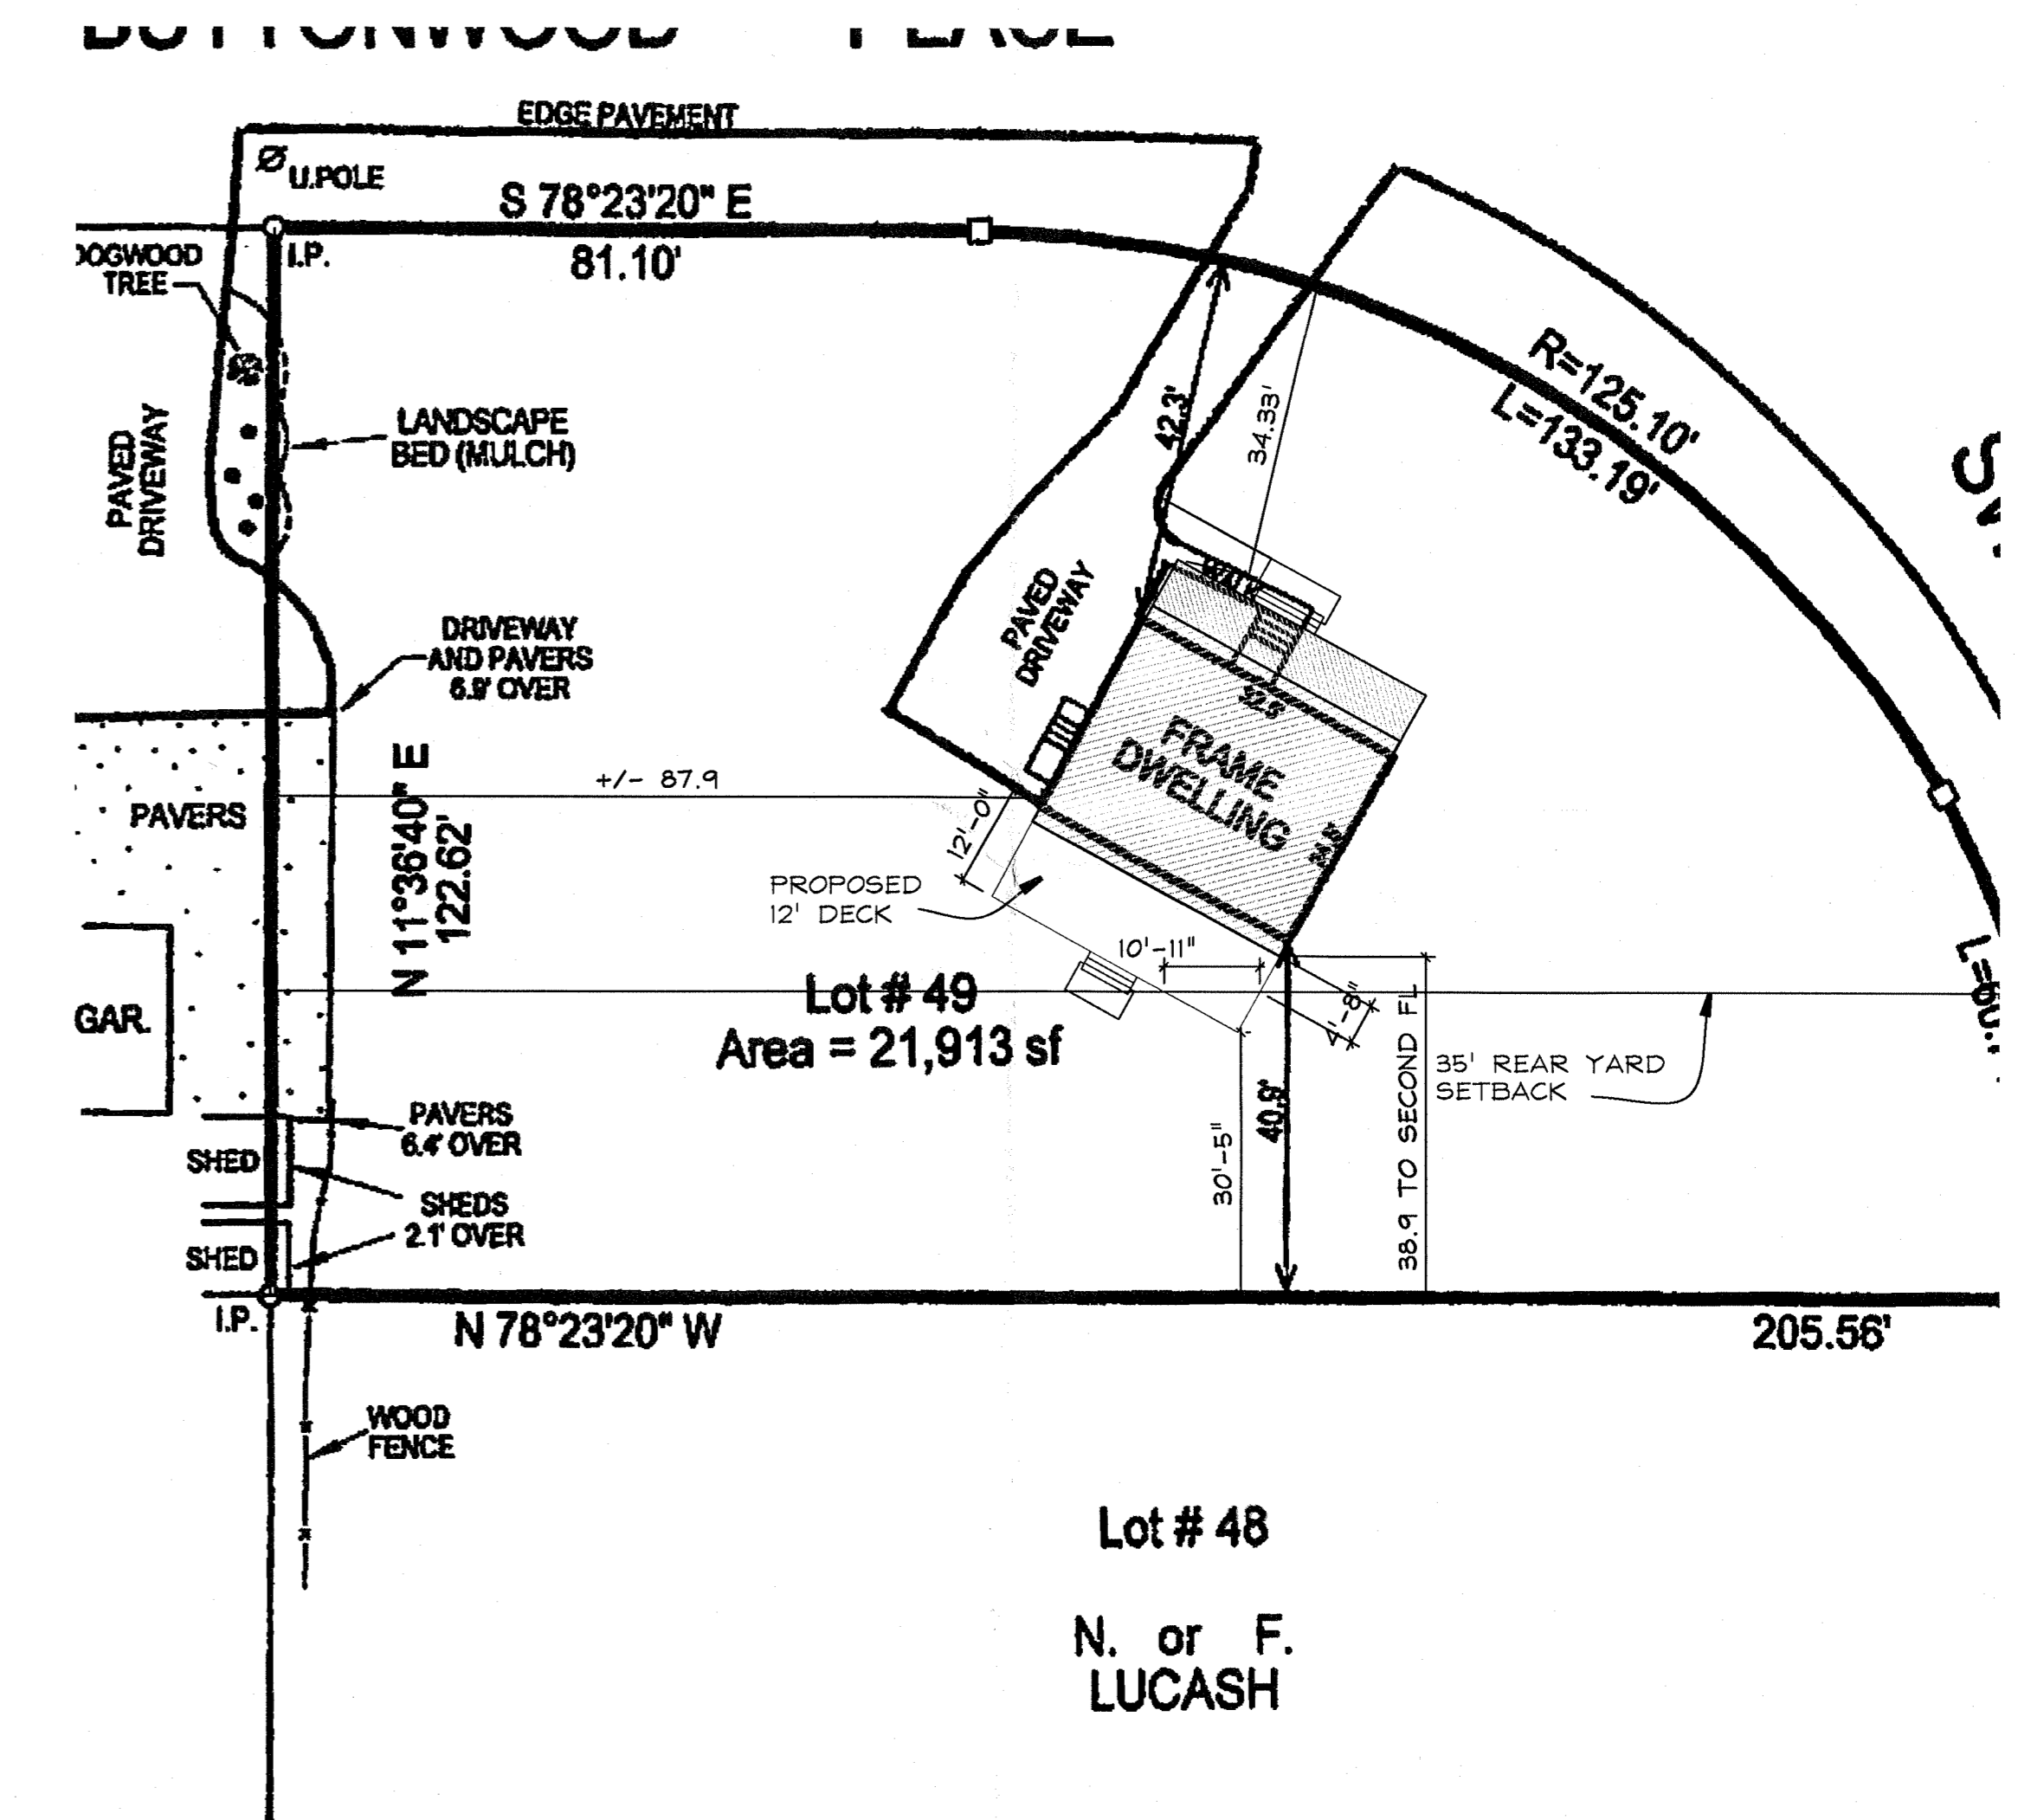 EDGE PAVEMENT
U.POLE
S 78°23'20" E
81.10'
I.P.
DOGWOOD
TREE
LANDSCAPE
BED (MULCH)
PAVED
DRIVEWAY
42.3'
34.33'
R=125.10'
L=133.19'
WALK
PAVED
DRIVEWAY
DRIVEWAY
AND PAVERS
6.9' OVER
FRAME
DWELLING
+/- 87.9
PAVERS
N 11°36'40" E
122.62'
12'-0"
PROPOSED
12' DECK
10'-11"
4'-8"
GAR.
Lot # 49
Area = 21,913 sf
35' REAR YARD
SETBACK
38.9 TO SECOND FL
40.9'
30'-5"
PAVERS
6.4' OVER
SHED
SHEDS
2.1' OVER
SHED
I.P.
N 78°23'20" W
205.56'
WOOD
FENCE
Lot # 48
N. or F.
LUCASH